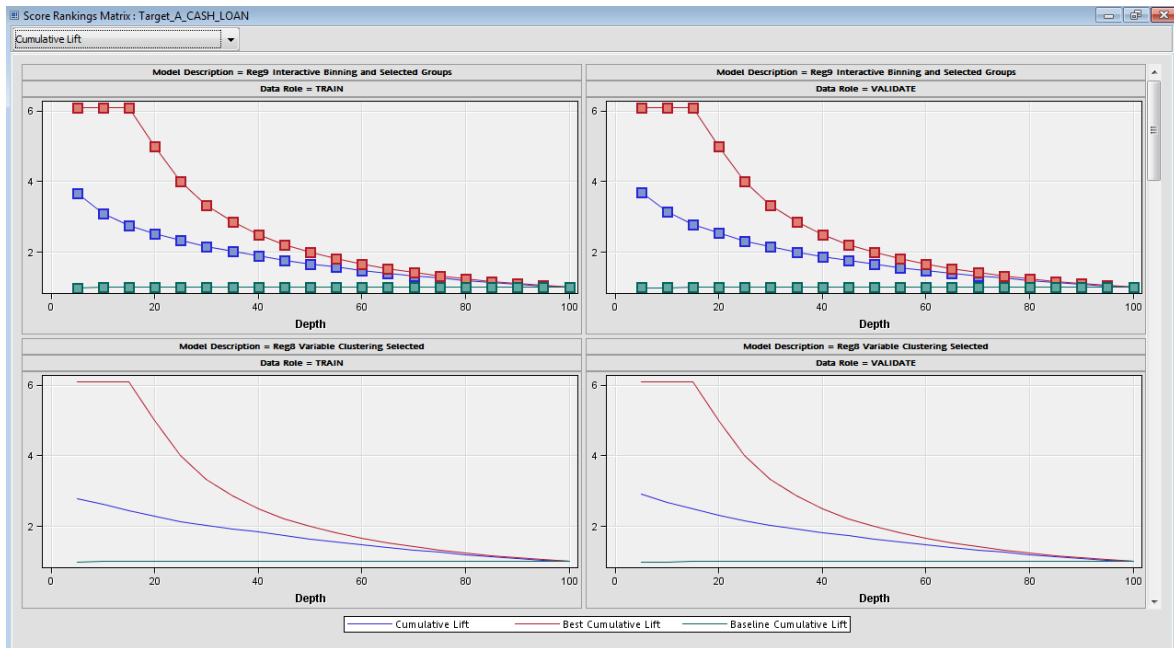 Score Rankings Matrix : Target_A_CASH_LOAN
Cumulative Lift
Model Description = Reg9 Interactive Binning and Selected Groups
Data Role = TRAIN
6
4
2
0 20 40 60 80 100
Depth
Model Description = Reg9 Interactive Binning and Selected Groups
Data Role = VALIDATE
6
4
2
0 20 40 60 80 100
Depth
Model Description = Reg8 Variable Clustering Selected
Data Role = TRAIN
6
4
2
0 20 40 60 80 100
Depth
Model Description = Reg8 Variable Clustering Selected
Data Role = VALIDATE
6
4
2
0 20 40 60 80 100
Depth
Cumulative Lift Best Cumulative Lift Baseline Cumulative Lift